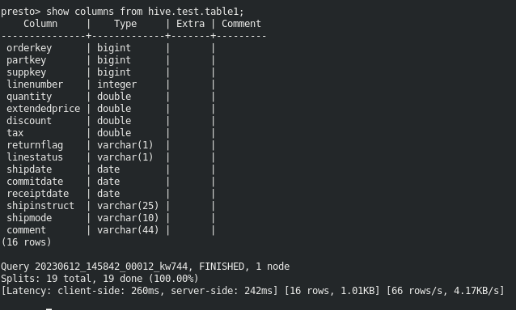 presto> show columns from hive.test.table1;
    Column     |    Type     | Extra | Comment
---------------+-------------+-------+---------
 orderkey      | bigint      |       |
 partkey       | bigint      |       |
 suppkey       | bigint      |       |
 linenumber    | integer     |       |
 quantity      | double      |       |
 extendedprice | double      |       |
 discount      | double      |       |
 tax           | double      |       |
 returnflag    | varchar(1)  |       |
 linestatus    | varchar(1)  |       |
 shipdate      | date        |       |
 commitdate    | date        |       |
 receiptdate   | date        |       |
 shipinstruct  | varchar(25) |       |
 shipmode      | varchar(10) |       |
 comment       | varchar(44) |       |
(16 rows)

Query 20230612_145842_00012_kw744, FINISHED, 1 node
Splits: 19 total, 19 done (100.00%)
[Latency: client-side: 260ms, server-side: 242ms] [16 rows, 1.01KB] [66 rows/s, 4.17KB/s]